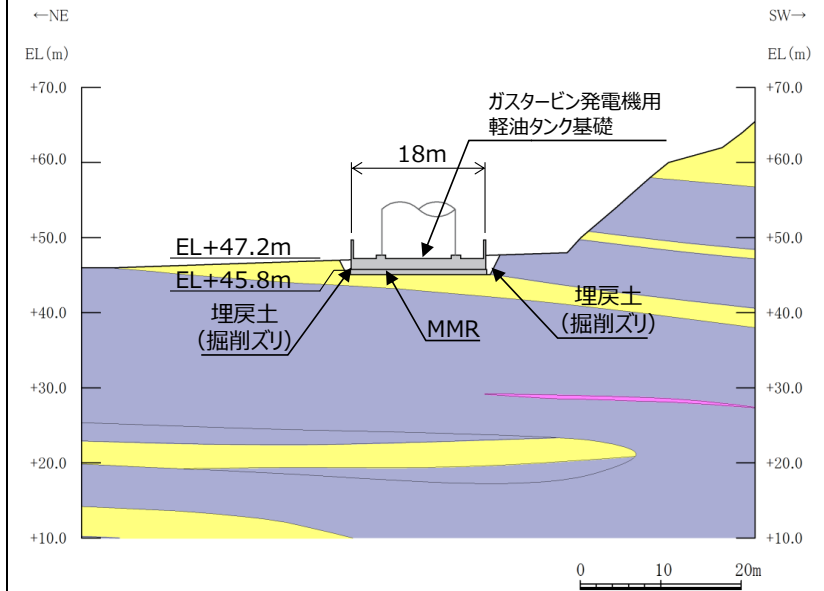 ←NE
SW→
EL(m)
EL(m)
+70.0
+70.0
ガスタービン発電機用
軽油タンク基礎
18m
+60.0
+60.0
+50.0
+50.0
EL+47.2m
EL+45.8m
埋戻土
(掘削ズリ)
MMR
埋戻土
(掘削ズリ)
+40.0
+40.0
+30.0
+30.0
+20.0
+20.0
+10.0
+10.0
0 10 20m